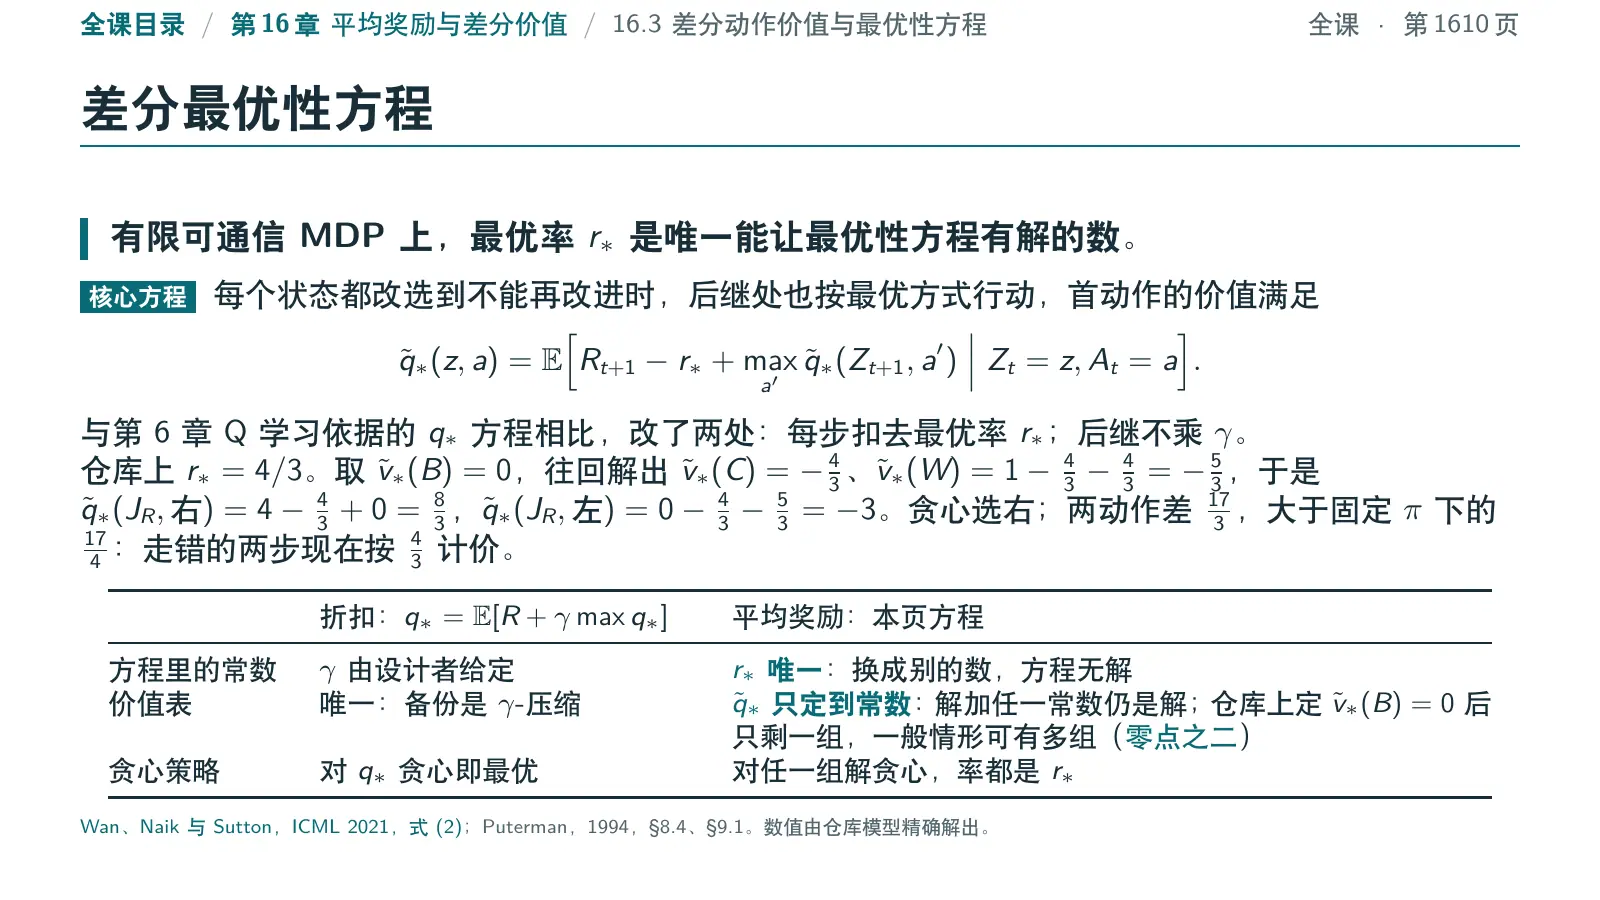 全课目录 / 第16章 平均奖励与差分价值 / 16.3 差分动作价值与最优性方程 全课 · 第1610页
差分最优性方程
有限可通信 MDP 上，最优率 r∗ 是唯一能让最优性方程有解的数。
核心方程 每个状态都改选到不能再改进时，后继处也按最优方式行动，首动作的价值满足
q̃∗(z, a) = 𝔼[R_{t+1} − r∗ + max_{a′} q̃∗(Z_{t+1}, a′) | Z_t = z, A_t = a].
与第 6 章 Q 学习依据的 q∗ 方程相比，改了两处：每步扣去最优率 r∗；后继不乘 γ。
仓库上 r∗ = 4/3。取 ṽ∗(B) = 0，往回解出 ṽ∗(C) = −4/3、ṽ∗(W) = 1 − 4/3 − 4/3 = −5/3，于是
q̃∗(J_R, 右) = 4 − 4/3 + 0 = 8/3，q̃∗(J_R, 左) = 0 − 4/3 − 5/3 = −3。贪心选右；两动作差 17/3，大于固定 π 下的
17/4：走错的两步现在按 4/3 计价。
折扣：q∗ = 𝔼[R + γ max q∗] 平均奖励：本页方程
方程里的常数 γ 由设计者给定 r∗ 唯一：换成别的数，方程无解
价值表 唯一：备份是 γ-压缩 q̃∗ 只定到常数：解加任一常数仍是解；仓库上定 ṽ∗(B) = 0 后
只剩一组，一般情形可有多组（零点之二）
贪心策略 对 q∗ 贪心即最优 对任一组解贪心，率都是 r∗
Wan、Naik 与 Sutton，ICML 2021，式 (2)；Puterman，1994，§8.4、§9.1。数值由仓库模型精确解出。